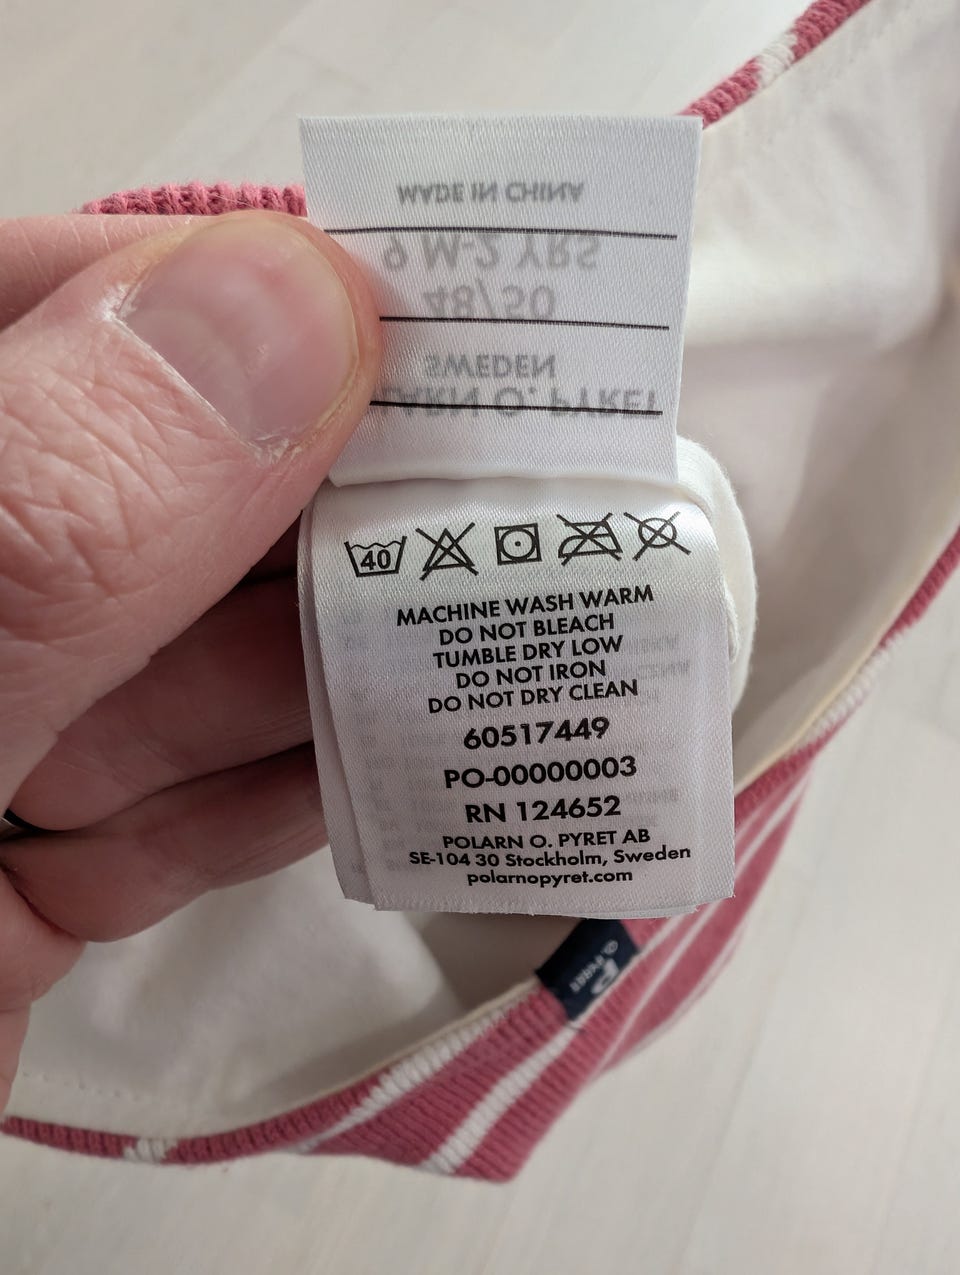 MADE IN CHINA
9 M-2 YRS
48/50
SWEDEN
O. PYRET
40
MACHINE WASH WARM
DO NOT BLEACH
TUMBLE DRY LOW
DO NOT IRON
DO NOT DRY CLEAN
60517449
PO-00000003
RN 124652
POLARN O. PYRET AB
SE-104 30 Stockholm, Sweden
polarnopyret.com